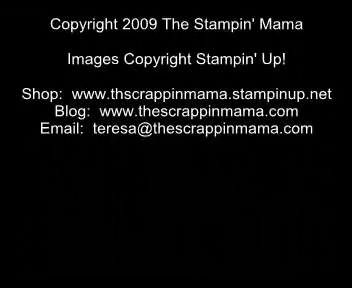 Copyright 2009 The Stampin' Mama
Images Copyright Stampin' Up!
Shop:  www.thscrappinmama.stampinup.net
Blog:  www.thescrappinmama.com
Email:  teresa@thescrappinmama.com